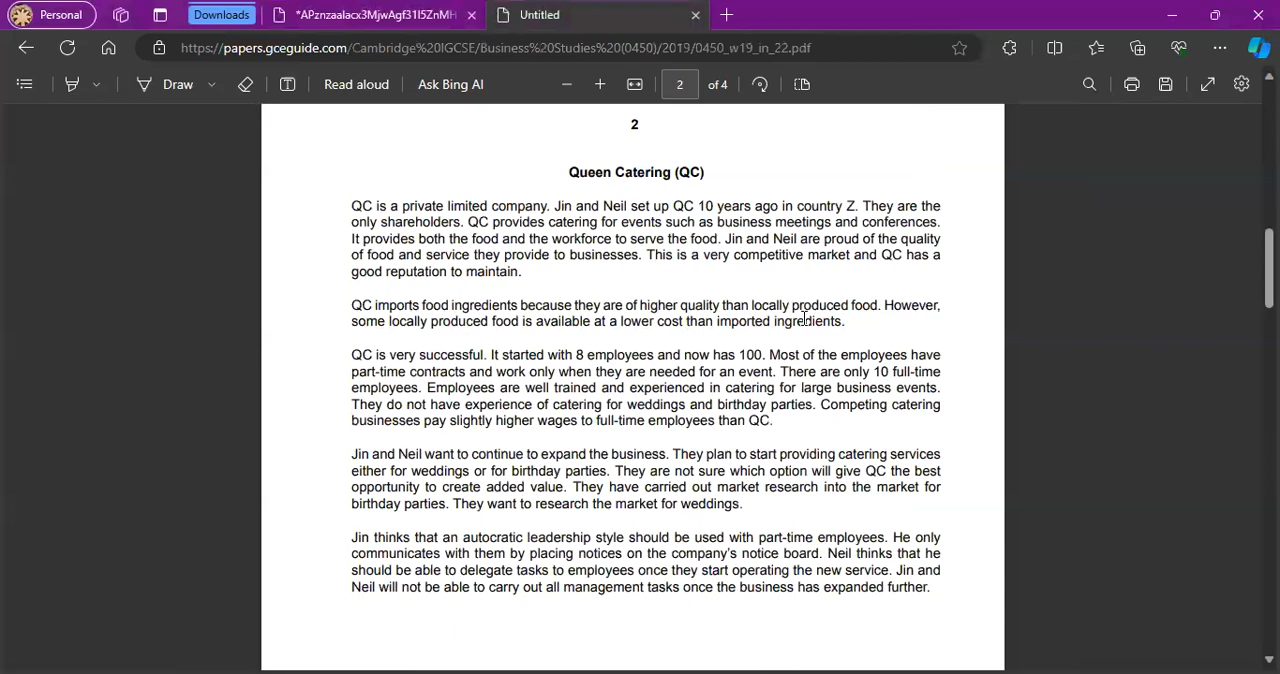 Personal
Downloads
*APznzaalacx3MjwAgf31I5ZnMH
Untitled
https://papers.gceguide.com/Cambridge%20IGCSE/Business%20Studies%20(0450)/2019/0450_w19_in_22.pdf
Draw
Read aloud
Ask Bing AI
2 of 4
2
Queen Catering (QC)
QC is a private limited company. Jin and Neil set up QC 10 years ago in country Z. They are the
only shareholders. QC provides catering for events such as business meetings and conferences.
It provides both the food and the workforce to serve the food. Jin and Neil are proud of the quality
of food and service they provide to businesses. This is a very competitive market and QC has a
good reputation to maintain.
QC imports food ingredients because they are of higher quality than locally produced food. However,
some locally produced food is available at a lower cost than imported ingredients.
QC is very successful. It started with 8 employees and now has 100. Most of the employees have
part-time contracts and work only when they are needed for an event. There are only 10 full-time
employees. Employees are well trained and experienced in catering for large business events.
They do not have experience of catering for weddings and birthday parties. Competing catering
businesses pay slightly higher wages to full-time employees than QC.
Jin and Neil want to continue to expand the business. They plan to start providing catering services
either for weddings or for birthday parties. They are not sure which option will give QC the best
opportunity to create added value. They have carried out market research into the market for
birthday parties. They want to research the market for weddings.
Jin thinks that an autocratic leadership style should be used with part-time employees. He only
communicates with them by placing notices on the company's notice board. Neil thinks that he
should be able to delegate tasks to employees once they start operating the new service. Jin and
Neil will not be able to carry out all management tasks once the business has expanded further.